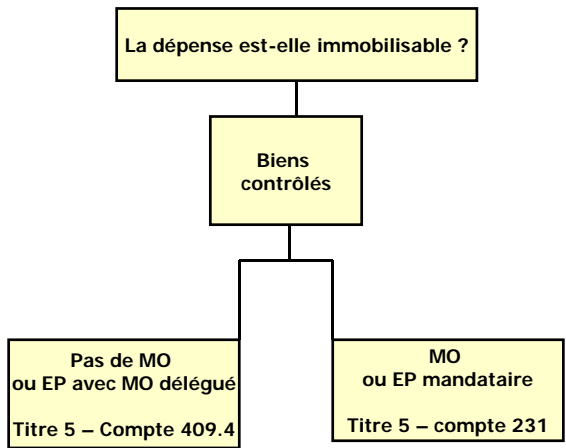 La dépense est-elle immobilisable ?
Biens
contrôlés
Pas de MO
ou EP avec MO délégué
Titre 5 – Compte 409.4
MO
ou EP mandataire
Titre 5 – compte 231